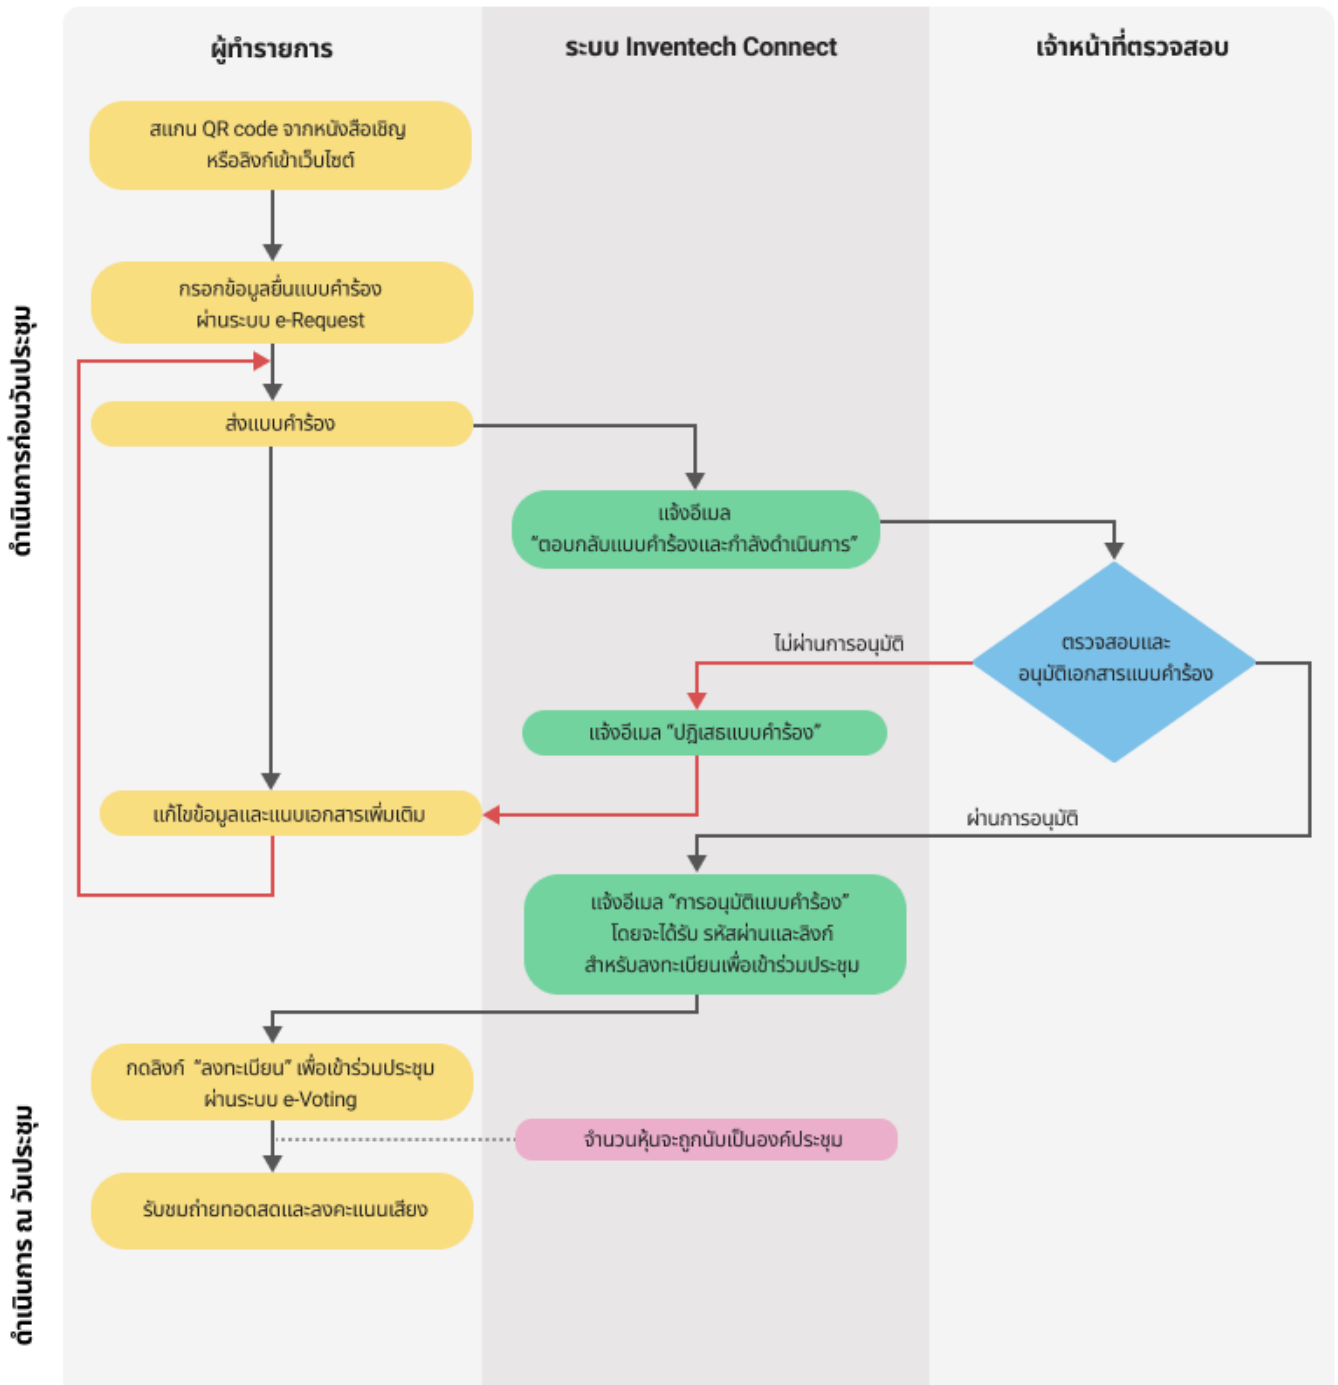 ผู้ทำรายการ
ระบบ Inventech Connect
เจ้าหน้าที่ตรวจสอบ
ดำเนินการก่อนวันประชุม
สแกน QR code จากหนังสือเชิญ
หรือลิงก์เข้าเว็บไซต์
กรอกข้อมูลยื่นแบบคำร้อง
ผ่านระบบ e-Request
ส่งแบบคำร้อง
แจ้งอีเมล
“ตอบกลับแบบคำร้องและกำลังดำเนินการ”
ตรวจสอบและ
อนุมัติเอกสารแบบคำร้อง
ไม่ผ่านการอนุมัติ
แจ้งอีเมล “ปฏิเสธแบบคำร้อง”
แก้ไขข้อมูลและแนบเอกสารเพิ่มเติม
ผ่านการอนุมัติ
แจ้งอีเมล “การอนุมัติแบบคำร้อง”
โดยจะได้รับ รหัสผ่านและลิงก์
สำหรับลงทะเบียนเพื่อเข้าร่วมประชุม
ดำเนินการ ณ วันประชุม
กดลิงก์ “ลงทะเบียน” เพื่อเข้าร่วมประชุม
ผ่านระบบ e-Voting
จำนวนหุ้นจะถูกนับเป็นองค์ประชุม
รับชมถ่ายทอดสดและลงคะแนนเสียง